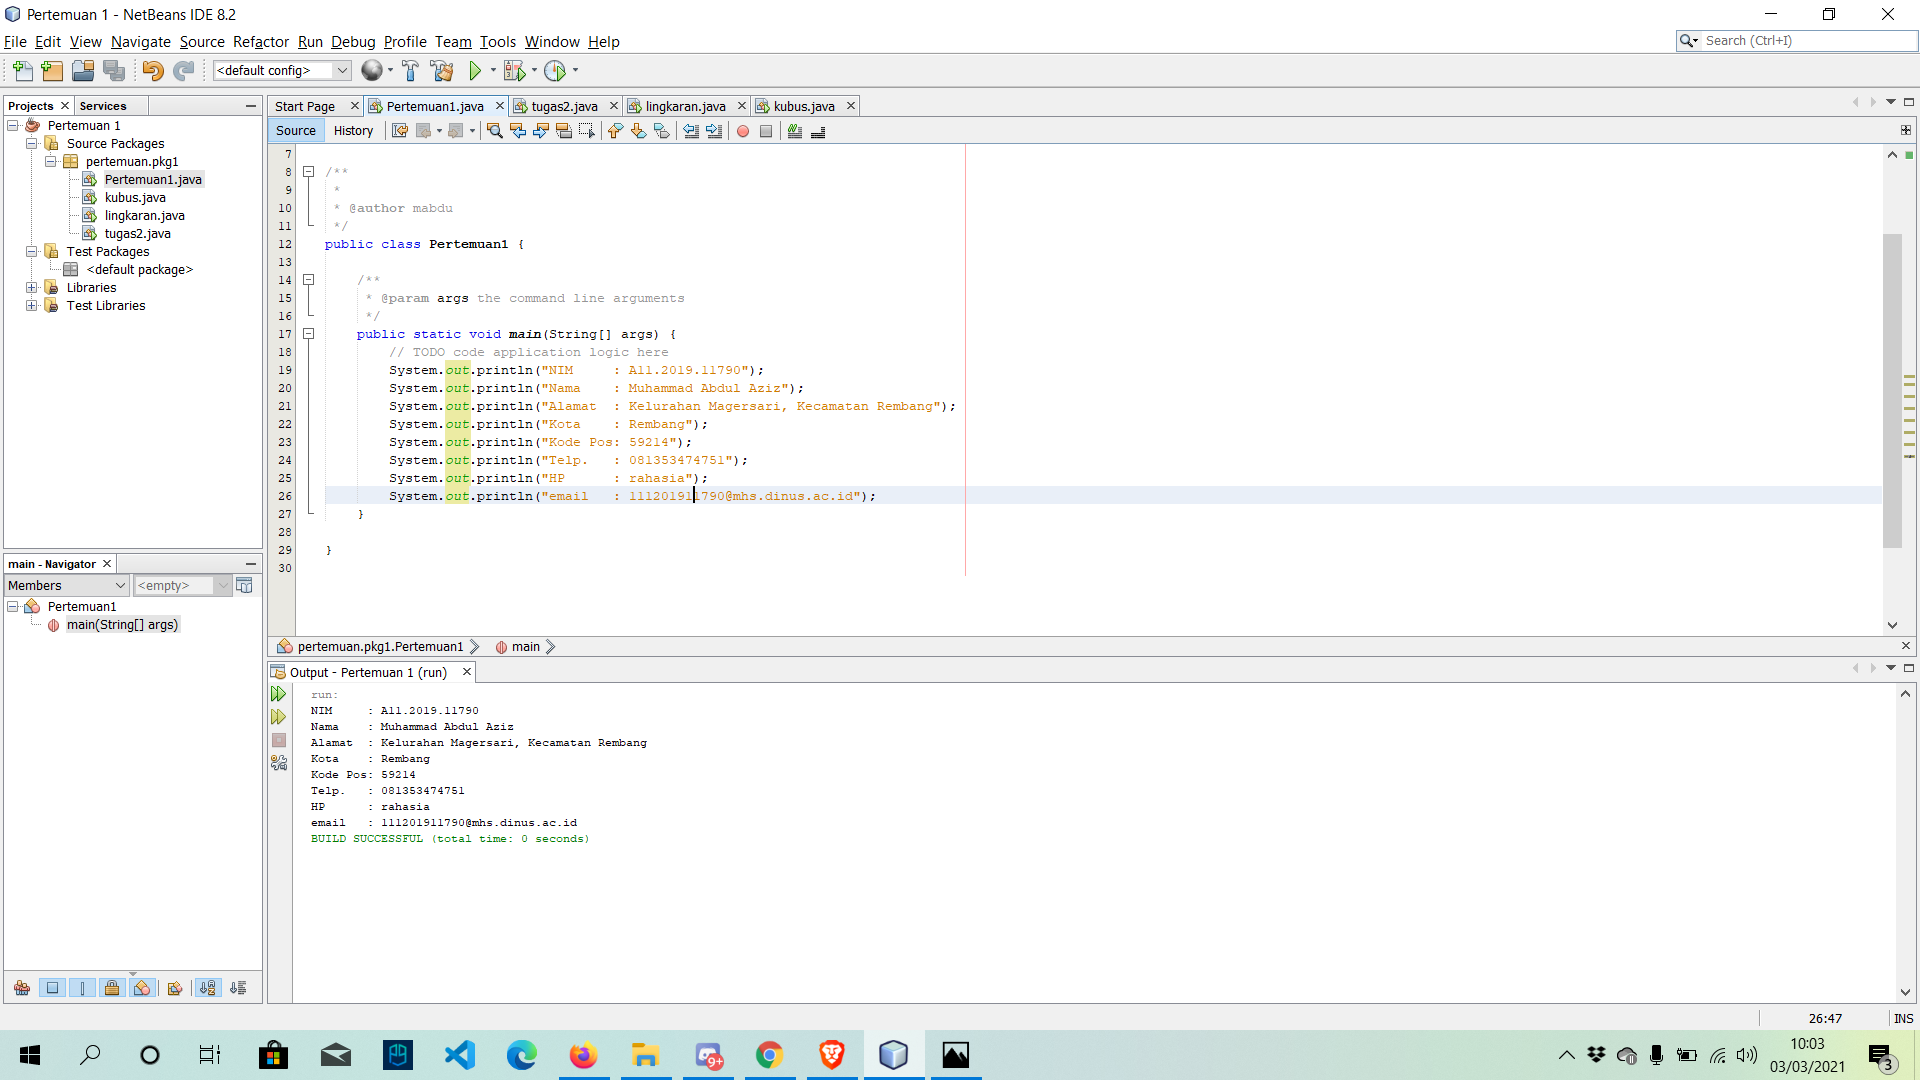 Pertemuan 1 - NetBeans IDE 8.2
File Edit View Navigate Source Refactor Run Debug Profile Team Tools Window Help
Search (Ctrl+I)
<default config>
Projects Services
Pertemuan 1
Source Packages
pertemuan.pkg1
Pertemuan1.java
kubus.java
lingkaran.java
tugas2.java
Test Packages
<default package>
Libraries
Test Libraries
main - Navigator
Members <empty>
Pertemuan1
main(String[] args)
Start Page Pertemuan1.java tugas2.java lingkaran.java kubus.java
Source History
7
8 /**
9 *
10 * @author mabdu
11 */
12 public class Pertemuan1 {
13
14 /**
15 * @param args the command line arguments
16 */
17 public static void main(String[] args) {
18 // TODO code application logic here
19 System.out.println("NIM     : A11.2019.11790");
20 System.out.println("Nama    : Muhammad Abdul Aziz");
21 System.out.println("Alamat  : Kelurahan Magersari, Kecamatan Rembang");
22 System.out.println("Kota    : Rembang");
23 System.out.println("Kode Pos: 59214");
24 System.out.println("Telp.   : 081353474751");
25 System.out.println("HP      : rahasia");
26 System.out.println("email   : 111201911790@mhs.dinus.ac.id");
27 }
28
29 }
30
pertemuan.pkg1.Pertemuan1 main
Output - Pertemuan 1 (run)
run:
NIM     : A11.2019.11790
Nama    : Muhammad Abdul Aziz
Alamat  : Kelurahan Magersari, Kecamatan Rembang
Kota    : Rembang
Kode Pos: 59214
Telp.   : 081353474751
HP      : rahasia
email   : 111201911790@mhs.dinus.ac.id
BUILD SUCCESSFUL (total time: 0 seconds)
26:47 INS
9+
10:03
03/03/2021
3